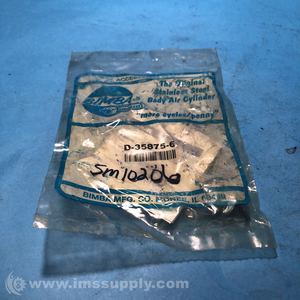 BIMBA
The Original
Stainless Steel
Body Air Cylinder
"more cycles/penny"
D-35875-6
Sm10206
BIMBA MFG. CO. MONEE, IL
© www.imssupply.com